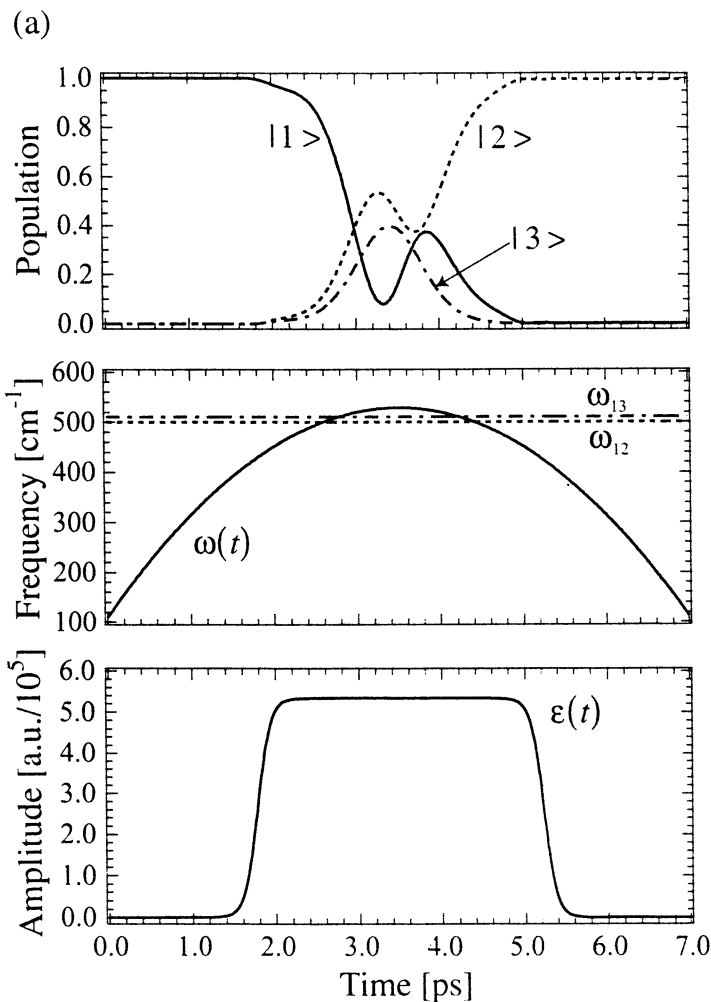 (a)
Population
1.0
0.8
0.6
0.4
0.2
0.0
|1>
|2>
|3>
Frequency [cm⁻¹]
600
500
400
300
200
100
ω₁₃
ω₁₂
ω(t)
Amplitude [a.u./10⁵]
6.0
5.0
4.0
3.0
2.0
1.0
0.0
ε(t)
0.0 1.0 2.0 3.0 4.0 5.0 6.0 7.0
Time [ps]